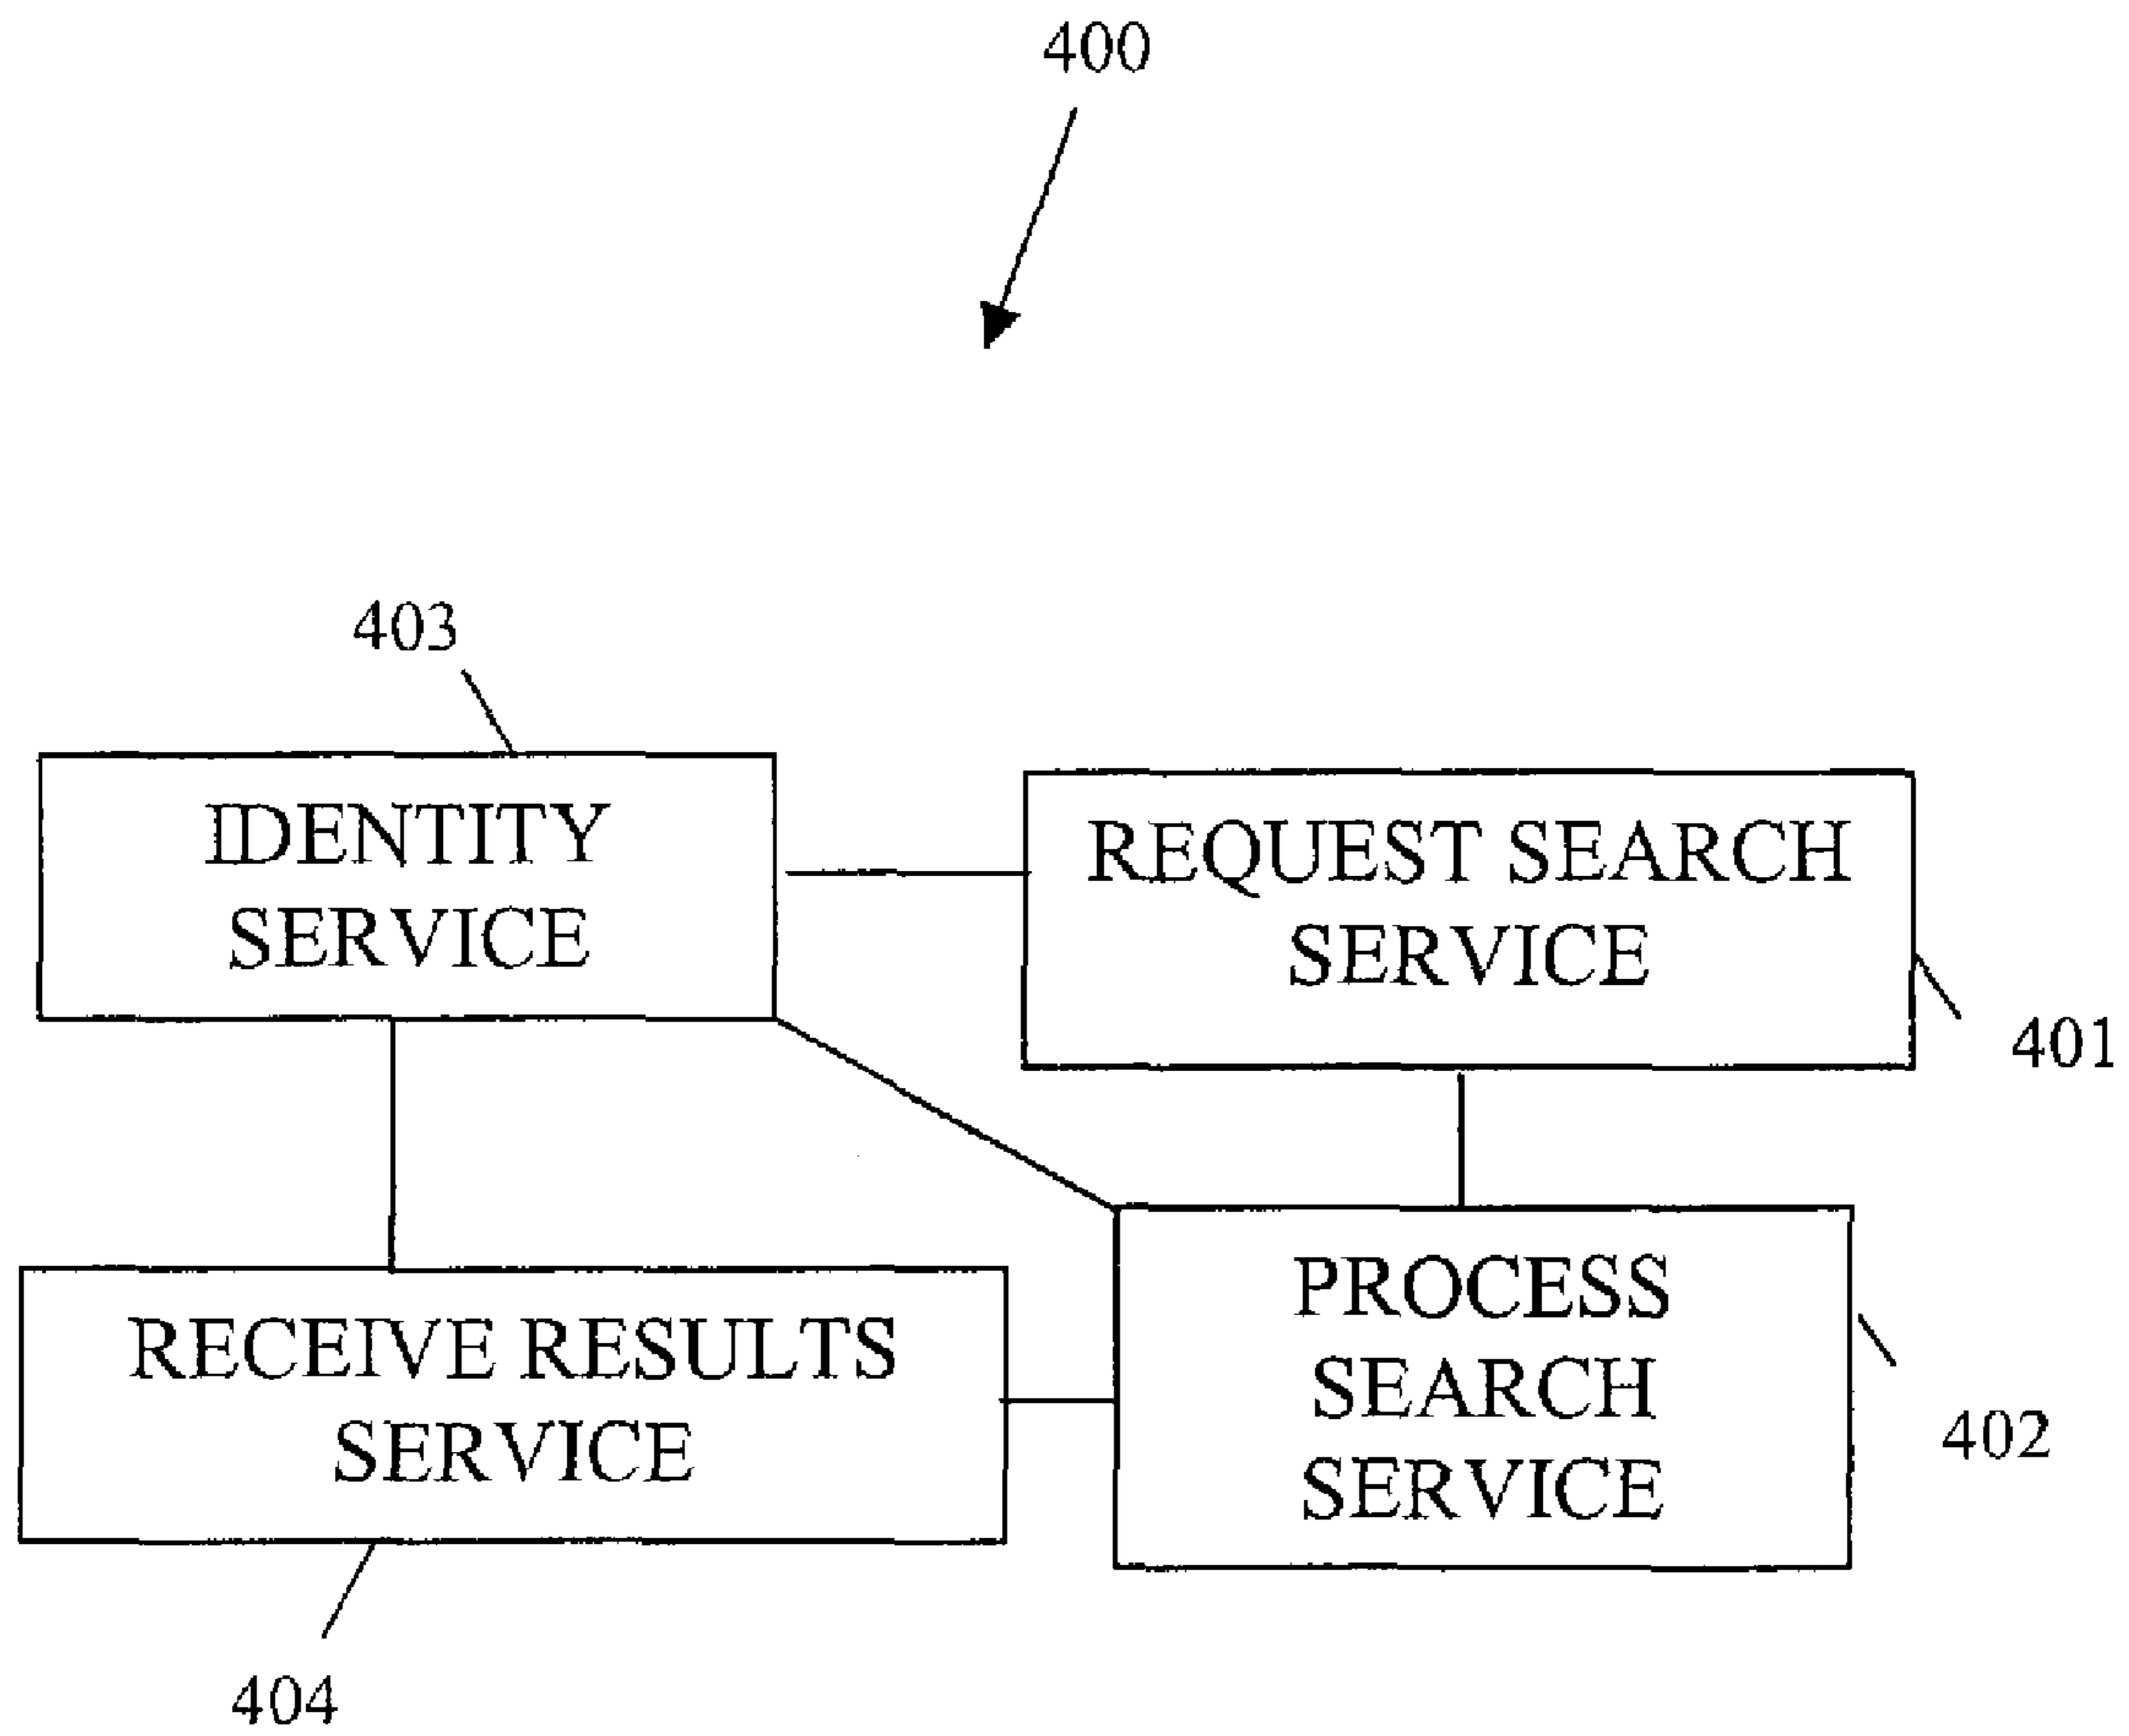 400
403
IDENTITY
SERVICE
REQUEST SEARCH
SERVICE
401
RECEIVE RESULTS
SERVICE
PROCESS
SEARCH
SERVICE
402
404